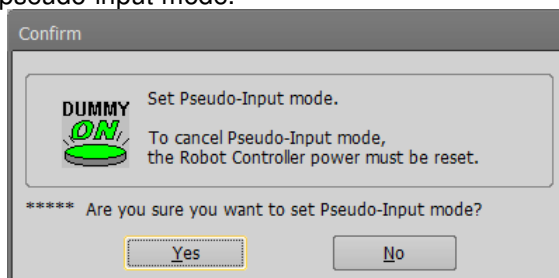 pseudo-input mode.
Confirm
DUMMY
ON
Set Pseudo-Input mode.
To cancel Pseudo-Input mode,
the Robot Controller power must be reset.
***** Are you sure you want to set Pseudo-Input mode?
Yes
No